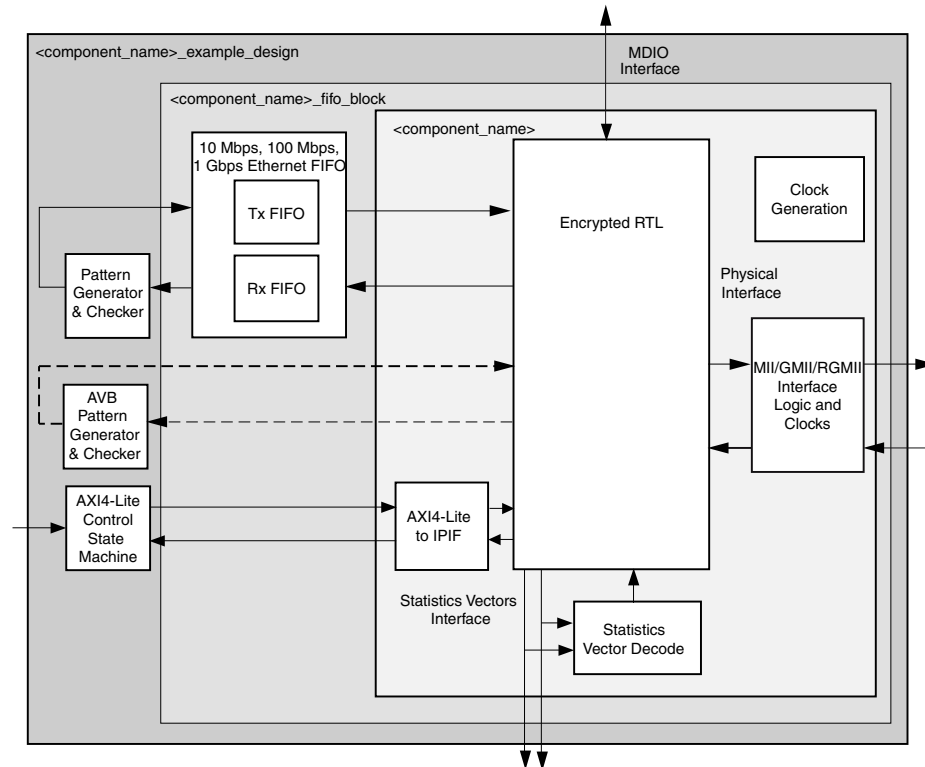 <component_name>_example_design
MDIO
Interface
<component_name>_fifo_block
<component_name>
10 Mbps, 100 Mbps,
1 Gbps Ethernet FIFO
Tx FIFO
Rx FIFO
Encrypted RTL
Clock
Generation
Pattern
Generator
& Checker
Physical
Interface
MII/GMII/RGMII
Interface
Logic and
Clocks
AVB
Pattern
Generator
& Checker
AXI4-Lite
Control
State
Machine
AXI4-Lite
to IPIF
Statistics Vectors
Interface
Statistics
Vector Decode